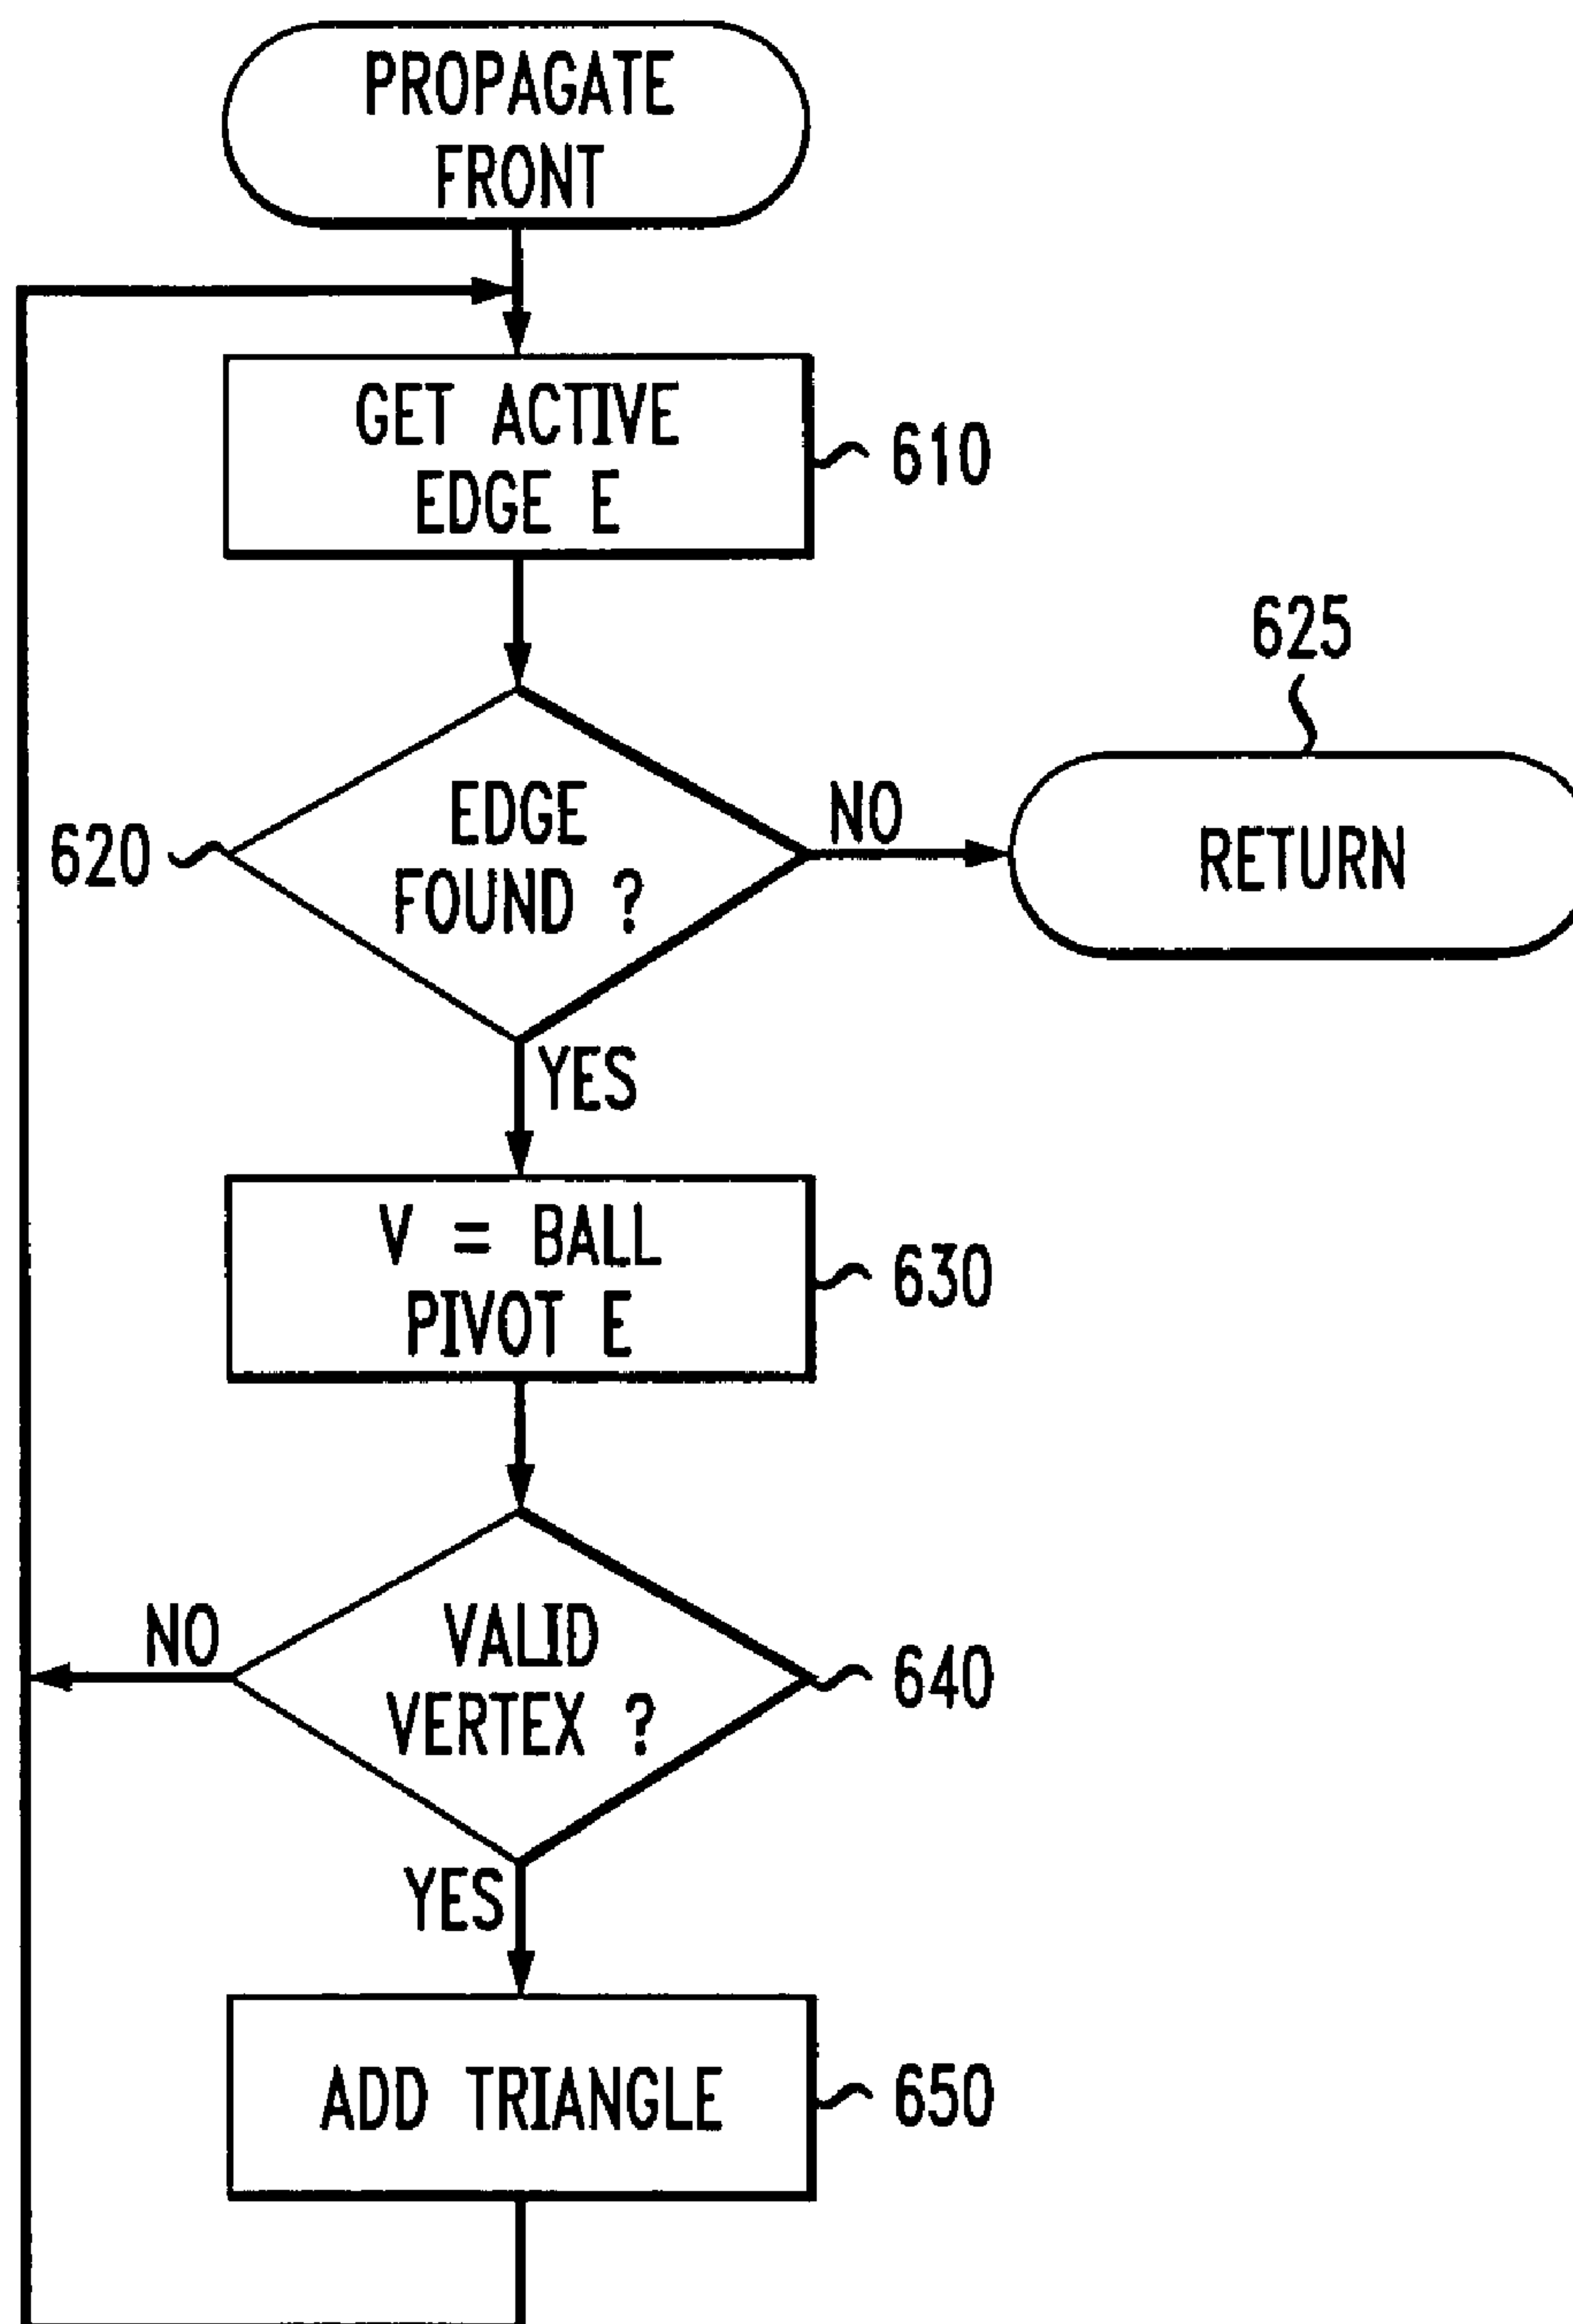 PROPAGATE
FRONT
GET ACTIVE
EDGE E
610
625
EDGE
FOUND ?
620
NO
RETURN
YES
V = BALL
PIVOT E
630
NO
VALID
VERTEX ?
640
YES
ADD TRIANGLE
650